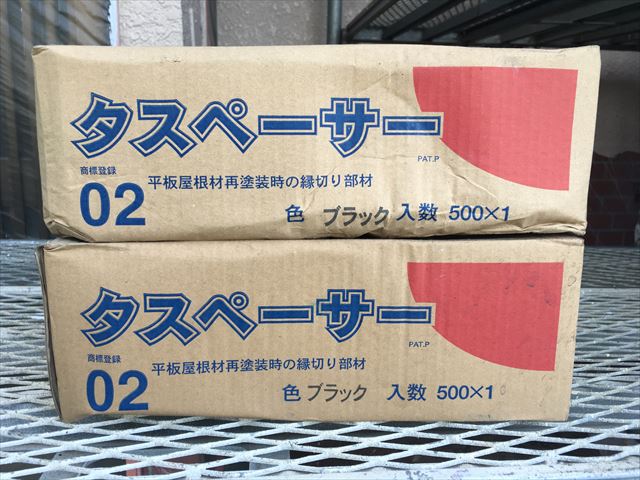 タスペーサー
PAT.P
商標登録
02 平板屋根材再塗装時の縁切り部材
色 ブラック 入数 500×1
タスペーサー
PAT.P
商標登録
02 平板屋根材再塗装時の縁切り部材
色 ブラック 入数 500×1